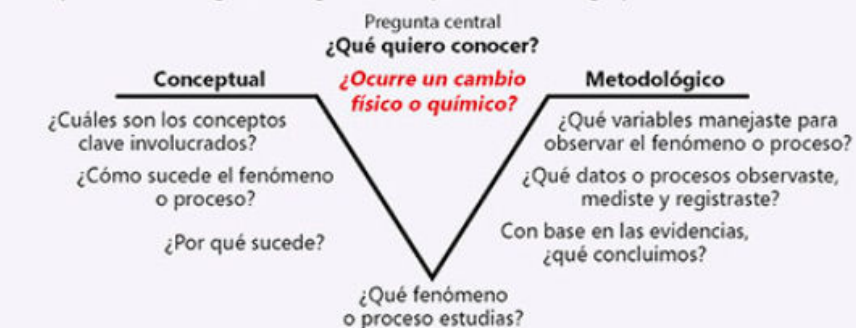 Pregunta central
¿Qué quiero conocer?
¿Ocurre un cambio
físico o químico?
Conceptual
¿Cuáles son los conceptos
clave involucrados?
¿Cómo sucede el fenómeno
o proceso?
¿Por qué sucede?
Metodológico
¿Qué variables manejaste para
observar el fenómeno o proceso?
¿Qué datos o procesos observaste,
mediste y registraste?
Con base en las evidencias,
¿qué concluimos?
¿Qué fenómeno
o proceso estudias?